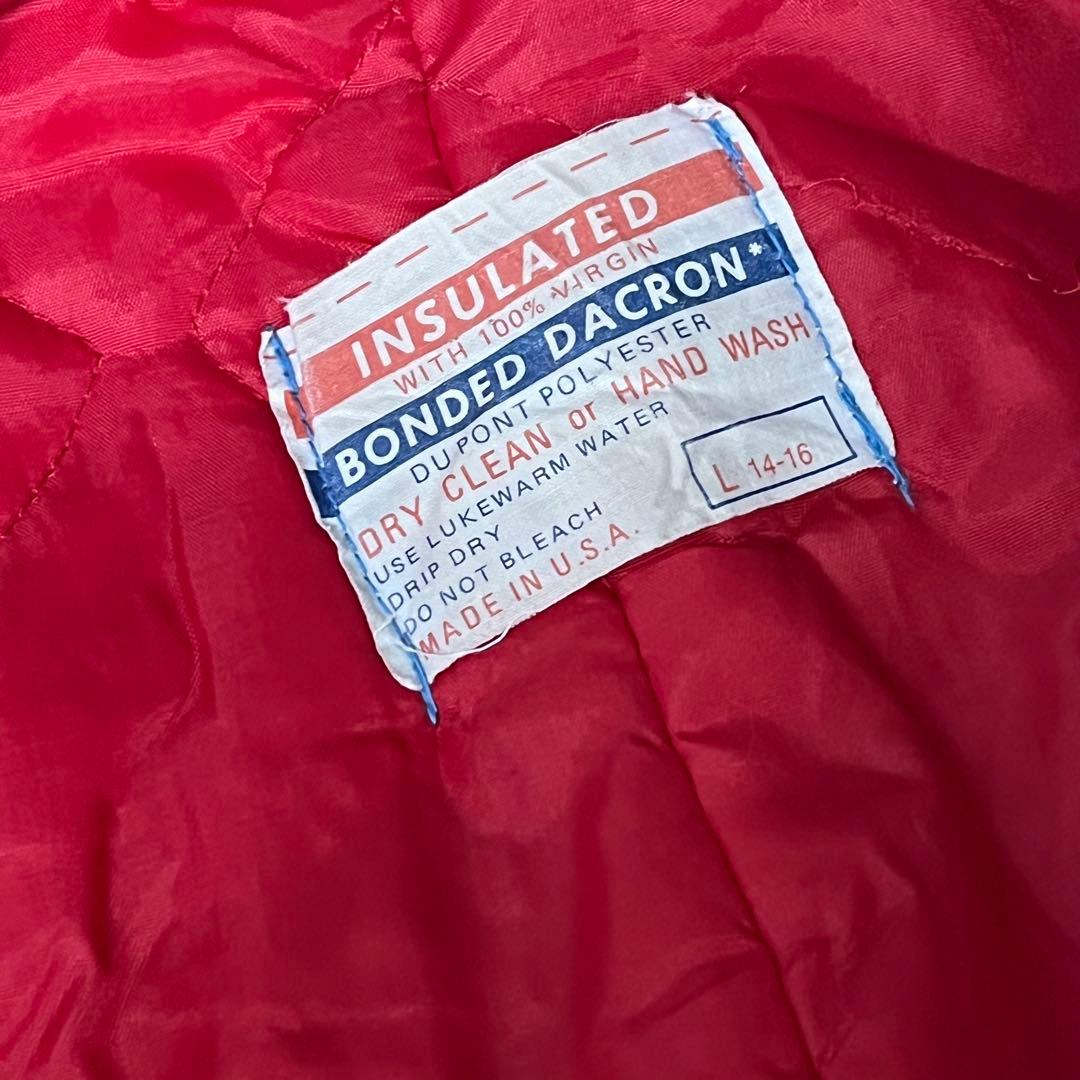 INSULATED
WITH 100% VIRGIN
BONDED DACRON*
DU PONT POLYESTER
DRY CLEAN or HAND WASH
USE LUKEWARM WATER
DRIP DRY
DO NOT BLEACH
MADE IN U.S.A.
L 14-16